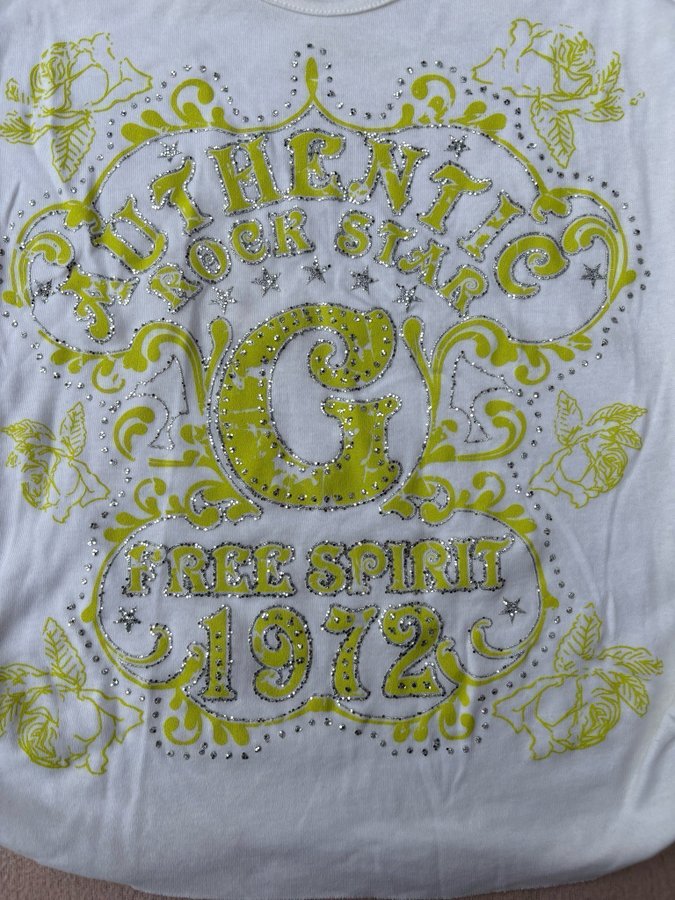 AUTHENTIC
ROCK STAR
G
FREE SPIRIT
1972